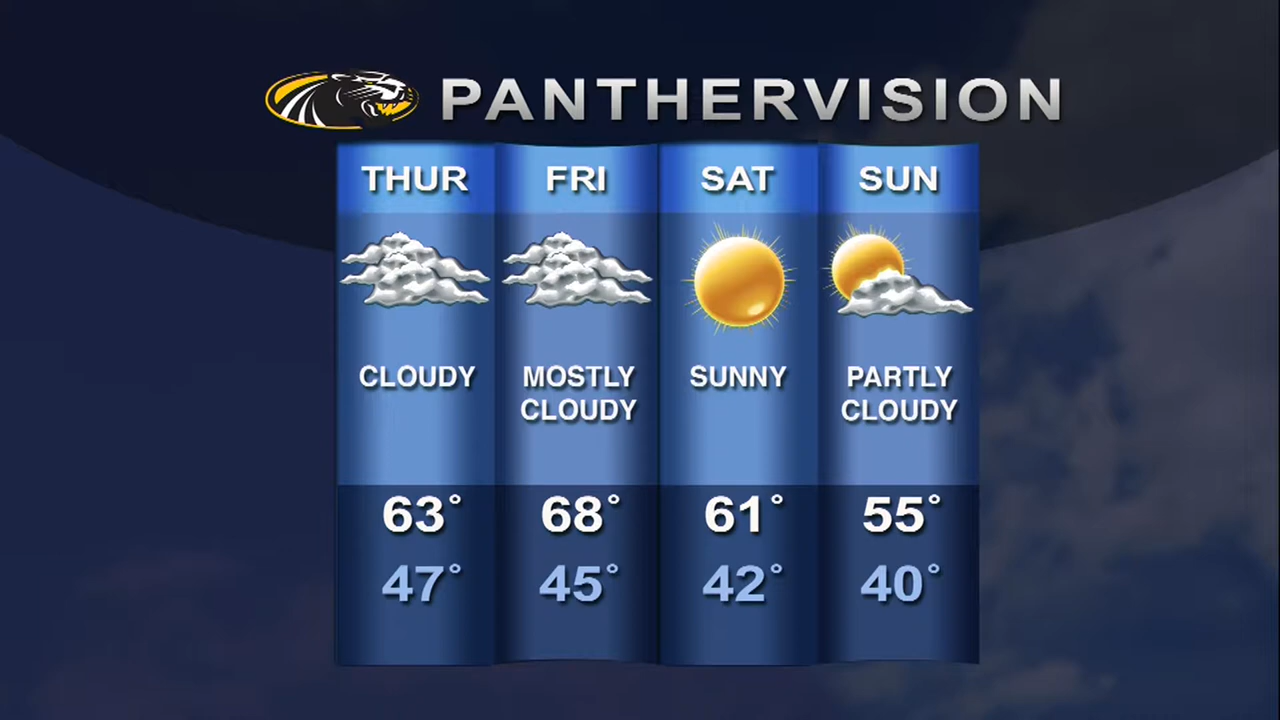 PANTHERVISION
THUR FRI SAT SUN
CLOUDY MOSTLY CLOUDY SUNNY PARTLY CLOUDY
63° 68° 61° 55°
47° 45° 42° 40°